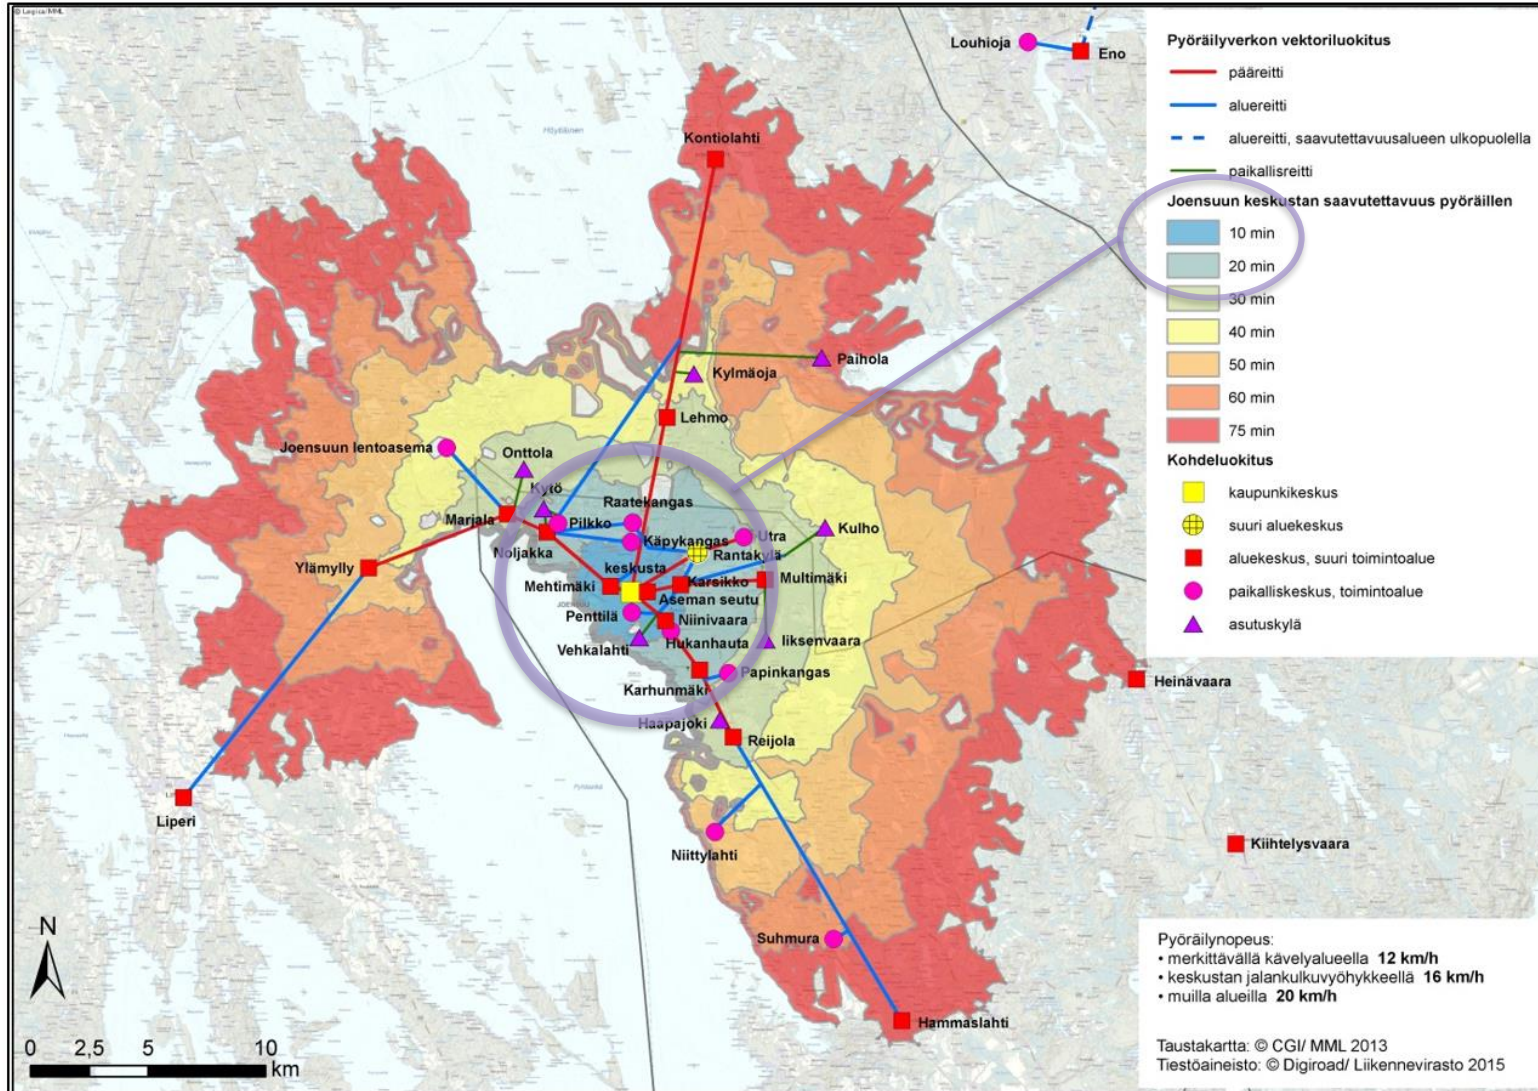 © Logica/ MML
Louhioja
Eno
Kontiolahti
Höytiäinen
Paihola
Kylmäoja
Lehmo
Joensuun lentoasema
Onttola
Kytö
Raatekangas
Marjala
Pilkko
Käpykangas
Utra
Kulho
Noljakka
Rantakylä
keskusta
Ylämylly
Mehtimäki
Karsikko
Multimäki
Aseman seutu
JOENSUU
Penttilä
Niinivaara
Vehkalahti
Hukanhauta
Iiksenvaara
Karhunmäki
Papinkangas
Heinävaara
Haapajoki
Reijola
Liperi
Niittylahti
Kiihtelysvaara
Suhmura
Hammaslahti
N
0 2,5 5 10
km
Pyöräilyverkon vektoriluokitus
pääreitti
aluereitti
aluereitti, saavutettavuusalueen ulkopuolella
paikallisreitti
Joensuun keskustan saavutettavuus pyöräillen
10 min
20 min
30 min
40 min
50 min
60 min
75 min
Kohdeluokitus
kaupunkikeskus
suuri aluekeskus
aluekeskus, suuri toimintoalue
paikalliskeskus, toimintoalue
asutuskylä
Pyöräilynopeus:
• merkittävällä kävelyalueella 12 km/h
• keskustan jalankulkuvyöhykkeellä 16 km/h
• muilla alueilla 20 km/h
Taustakartta: © CGI/ MML 2013
Tiestöaineisto: © Digiroad/ Liikennevirasto 2015